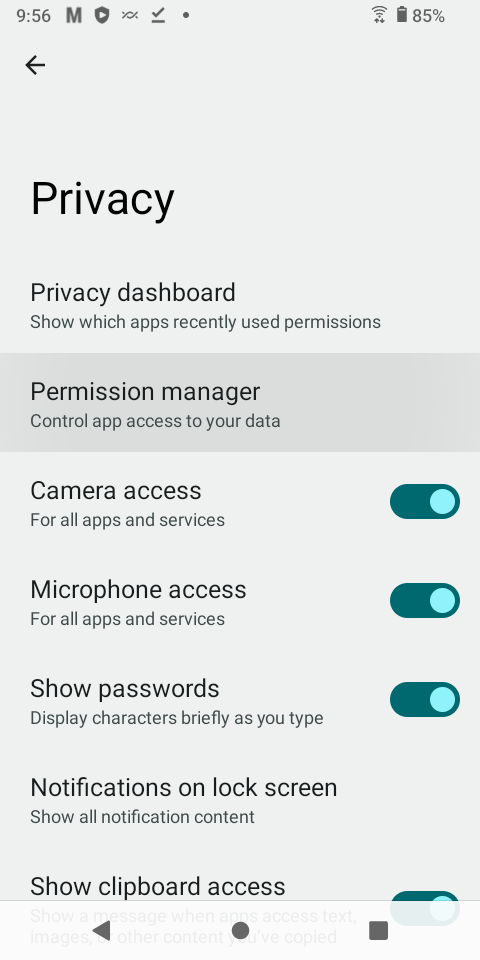 9:56
85%
Privacy
Privacy dashboard
Show which apps recently used permissions
Permission manager
Control app access to your data
Camera access
For all apps and services
Microphone access
For all apps and services
Show passwords
Display characters briefly as you type
Notifications on lock screen
Show all notification content
Show clipboard access
Show a message when apps access text,
images, or other content you've copied